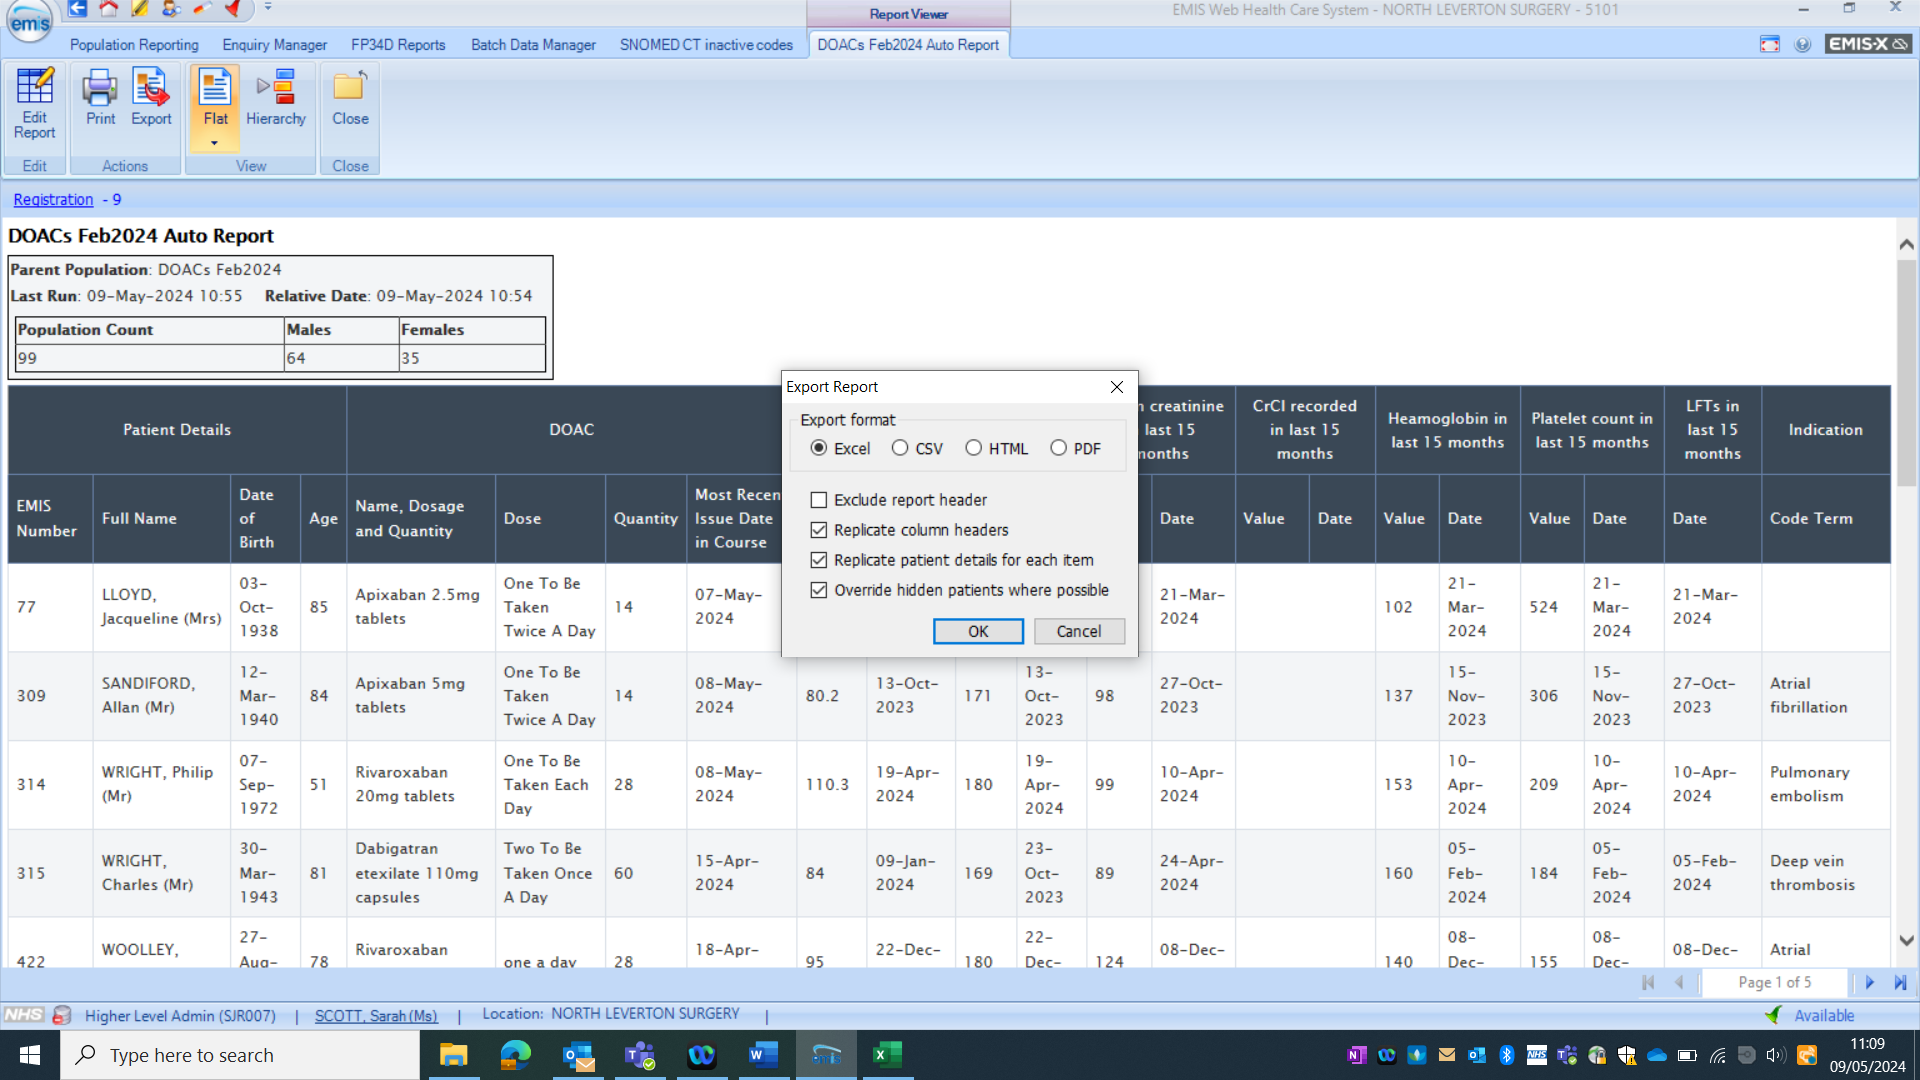 emis
Report Viewer
EMIS Web Health Care System - NORTH LEVERTON SURGERY - 5101
Population Reporting
Enquiry Manager
FP34D Reports
Batch Data Manager
SNOMED CT inactive codes
DOACs Feb2024 Auto Report
EMIS-X
Edit
Report
Print
Export
Flat
Hierarchy
Close
Edit
Actions
View
Close
Registration - 9
DOACs Feb2024 Auto Report
Parent Population: DOACs Feb2024
Last Run: 09-May-2024 10:55 Relative Date: 09-May-2024 10:54
Population Count Males Females
99 64 35
Export Report
Export format
Excel CSV HTML PDF
Exclude report header
Replicate column headers
Replicate patient details for each item
Override hidden patients where possible
OK Cancel
Patient Details
DOAC
creatinine
last 15
CrCl recorded
in last 15
months
Heamoglobin in
last 15 months
Platelet count in
last 15 months
LFTs in
last 15
months
Indication
EMIS
Number
Full Name
Date
of
Birth
Age
Name, Dosage
and Quantity
Dose
Quantity
Most Recen
Issue Date
in Course
Date
Value
Date
Value
Date
Value
Date
Date
Code Term
77
LLOYD,
Jacqueline (Mrs)
03-
Oct-
1938
85
Apixaban 2.5mg
tablets
One To Be
Taken
Twice A Day
14
07-May-
2024
21-Mar-
2024
102
21-
Mar-
2024
524
21-
Mar-
2024
21-Mar-
2024
309
SANDIFORD,
Allan (Mr)
12-
Mar-
1940
84
Apixaban 5mg
tablets
One To Be
Taken
Twice A Day
14
08-May-
2024
80.2
13-Oct-
2023
171
13-
Oct-
2023
98
27-Oct-
2023
137
15-
Nov-
2023
306
15-
Nov-
2023
27-Oct-
2023
Atrial
fibrillation
314
WRIGHT, Philip
(Mr)
07-
Sep-
1972
51
Rivaroxaban
20mg tablets
One To Be
Taken Each
Day
28
08-May-
2024
110.3
19-Apr-
2024
180
19-
Apr-
2024
99
10-Apr-
2024
153
10-
Apr-
2024
209
10-
Apr-
2024
10-Apr-
2024
Pulmonary
embolism
315
WRIGHT,
Charles (Mr)
30-
Mar-
1943
81
Dabigatran
etexilate 110mg
capsules
Two To Be
Taken Once
A Day
60
15-Apr-
2024
84
09-Jan-
2024
169
23-
Oct-
2023
89
24-Apr-
2024
160
05-
Feb-
2024
184
05-
Feb-
2024
05-Feb-
2024
Deep vein
thrombosis
422
WOOLLEY,
27-
Aug-
78
Rivaroxaban
one a day
28
18-Apr-
95
22-Dec-
180
22-
Dec-
124
08-Dec-
140
08-
Dec-
155
08-
Dec-
08-Dec-
Atrial
Page 1 of 5
NHS Higher Level Admin (SJR007) | SCOTT, Sarah (Ms) | Location: NORTH LEVERTON SURGERY |
Available
Type here to search
11:09
09/05/2024